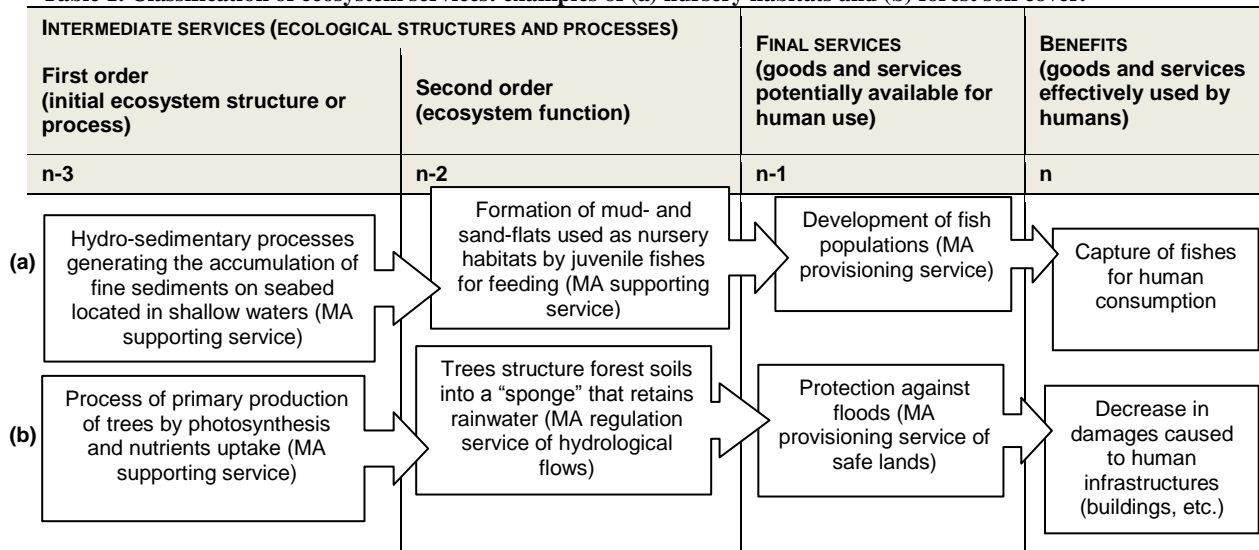 Table 1. Classification of ecosystem services: examples of (a) nursery habitats and (b) forest soil cover.
INTERMEDIATE SERVICES (ECOLOGICAL STRUCTURES AND PROCESSES)
First order
(initial ecosystem structure or
process)
Second order
(ecosystem function)
FINAL SERVICES
(goods and services
potentially available for
human use)
BENEFITS
(goods and services
effectively used by
humans)
n-3
n-2
n-1
n
(a)
Hydro-sedimentary processes
generating the accumulation of
fine sediments on seabed
located in shallow waters (MA
supporting service)
Formation of mud- and
sand-flats used as nursery
habitats by juvenile fishes
for feeding (MA supporting
service)
Development of fish
populations (MA
provisioning service)
Capture of fishes
for human
consumption
(b)
Process of primary production
of trees by photosynthesis
and nutrients uptake (MA
supporting service)
Trees structure forest soils
into a “sponge” that retains
rainwater (MA regulation
service of hydrological
flows)
Protection against
floods (MA
provisioning service of
safe lands)
Decrease in
damages caused
to human
infrastructures
(buildings, etc.)